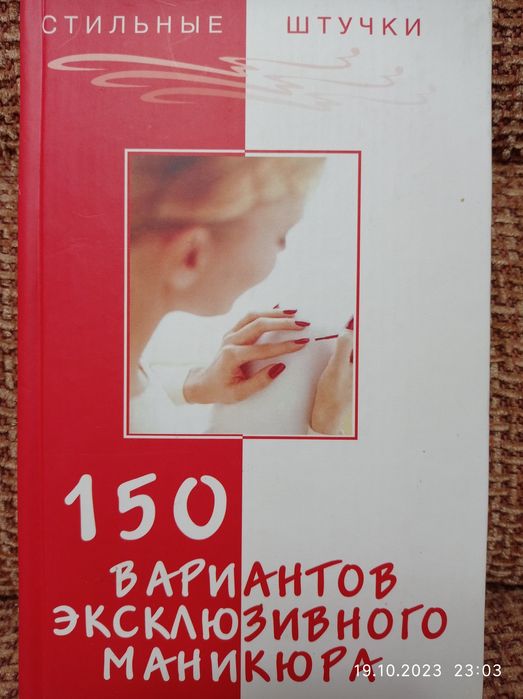 СТИЛЬНЫЕ ШТУЧКИ
150
ВАРИАНТОВ
ЭКСКЛЮЗИВНОГО
МАНИКЮРА
19.10.2023 23:03